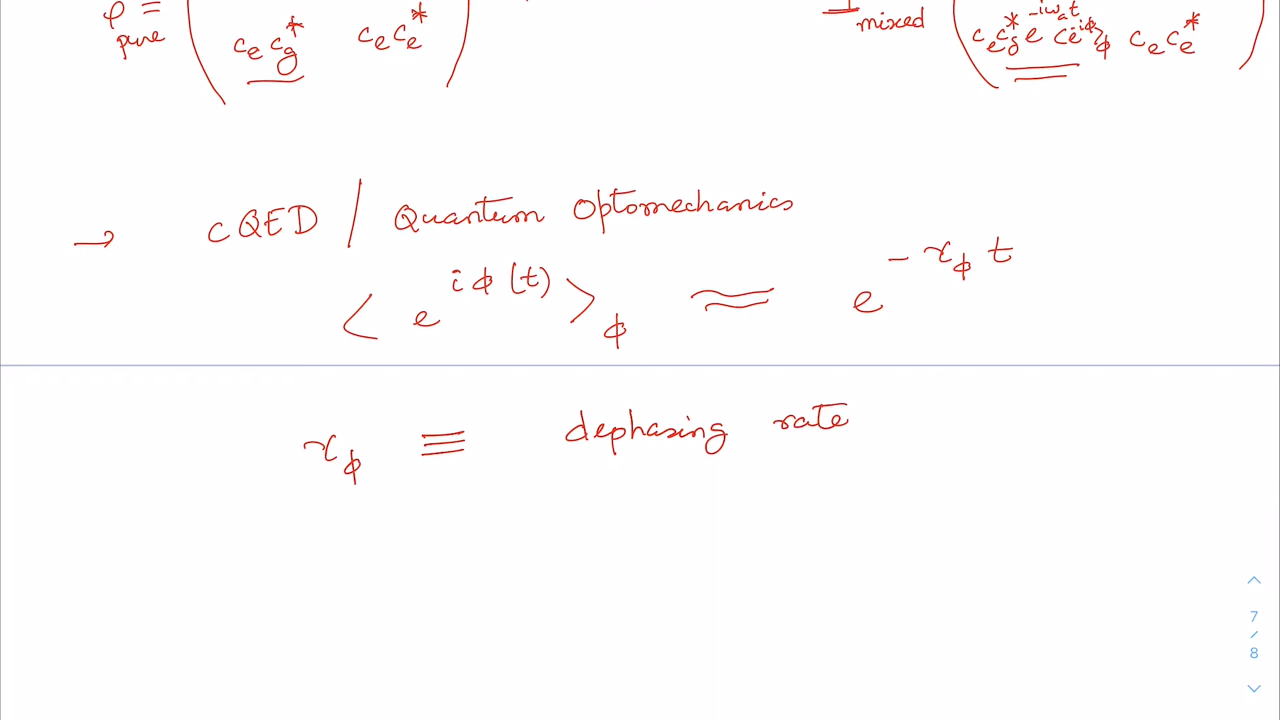 ρ = pure ( c_e c_g^* c_e c_e^* )
mixed ( c_e c_g^* e^{-iω_a t} <e^{iϕ}>_ϕ c_e c_e^* )
→ cQED / Quantum Optomechanics
< e^{iϕ(t)} >_ϕ ≈ e^{-γ_ϕ t}
γ_ϕ ≡ dephasing rate
7
/
8